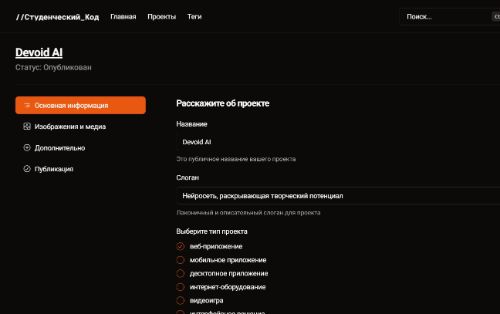 //Студенческий_Код
Главная
Проекты
Теги
Поиск...
Devoid AI
Статус: Опубликован
Основная информация
Изображения и медиа
Дополнительно
Публикация
Расскажите об проекте
Название
Devoid AI
Это публичное название вашего проекта
Слоган
Нейросеть, раскрывающая творческий потенциал
Лаконичный и описательный слоган для проекта
Выберите тип проекта
веб-приложение
мобильное приложение
десктопное приложение
интернет-оборудование
видеоигра